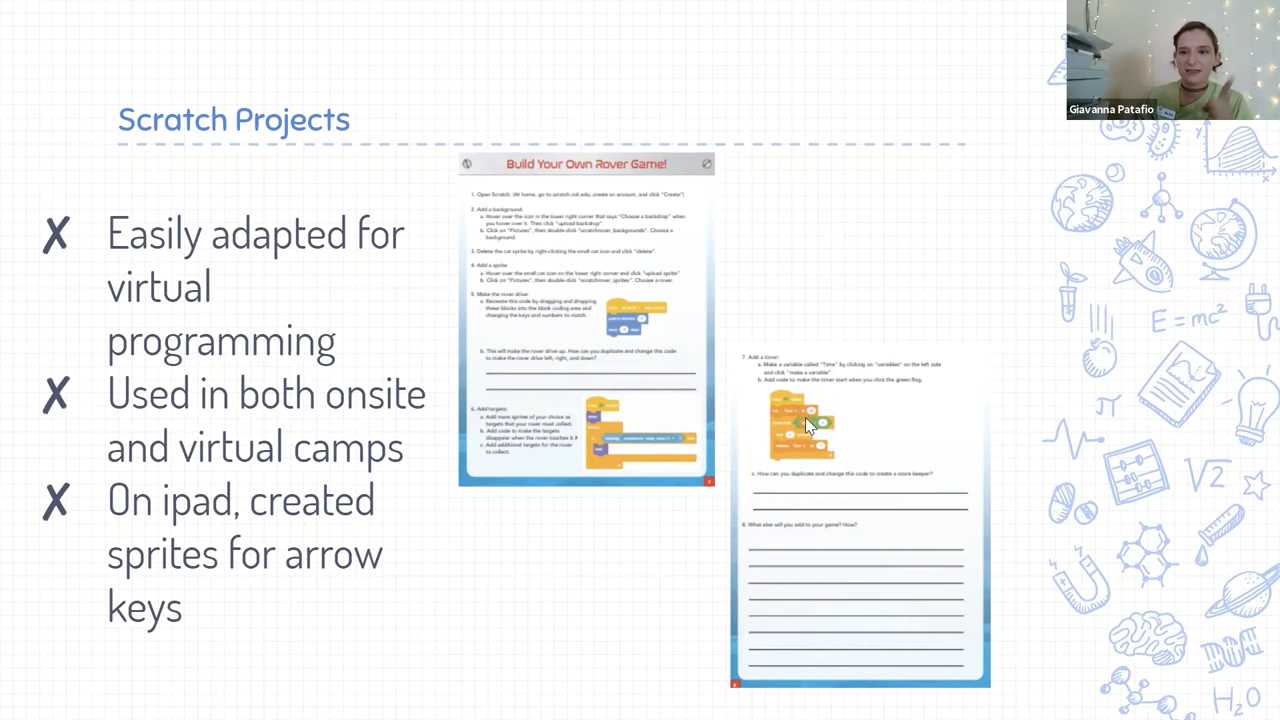 Giavanna Patafio
Scratch Projects
✗ Easily adapted for
virtual
programming
✗ Used in both onsite
and virtual camps
✗ On ipad, created
sprites for arrow
keys
Build Your Own Rover Game!
1. Open Scratch. (At home, go to scratch.mit.edu, create an account, and click "Create")
2. Add a background:
a. Hover over the icon in the lower right corner that says "Choose a backdrop" when
you hover over it. Then click "upload backdrop".
b. Click on "Pictures", then double-click "scratchrover_backgrounds". Choose a
background.
3. Delete the cat sprite by right-clicking the small cat icon and click "delete".
4. Add a sprite
a. Hover over the small cat icon on the lower right corner and click "upload sprite"
b. Click on "Pictures", then double-click "scratchrover_sprites". Choose a rover.
5. Make the rover drive:
a. Recreate this code by dragging and dropping
these blocks into the blank coding area and
changing the keys and numbers to match.
b. This will make the rover drive up. How can you duplicate and change this code
to make the rover drive left, right, and down?
6. Add targets:
a. Add more sprites of your choice as
targets that your rover must collect.
b. Add code to make the targets
disappear when the rover touches it.
c. Add additional targets for the rover
to collect.
7. Add a timer:
a. Make a variable called "Time" by clicking on "variables" on the left side
and click "make a variable".
b. Add code to make the timer start when you click the green flag.
c. How can you duplicate and change this code to create a score keeper?
8. What else will you add to your game? How?
E=mc²
π
√2
H₂O
y
x